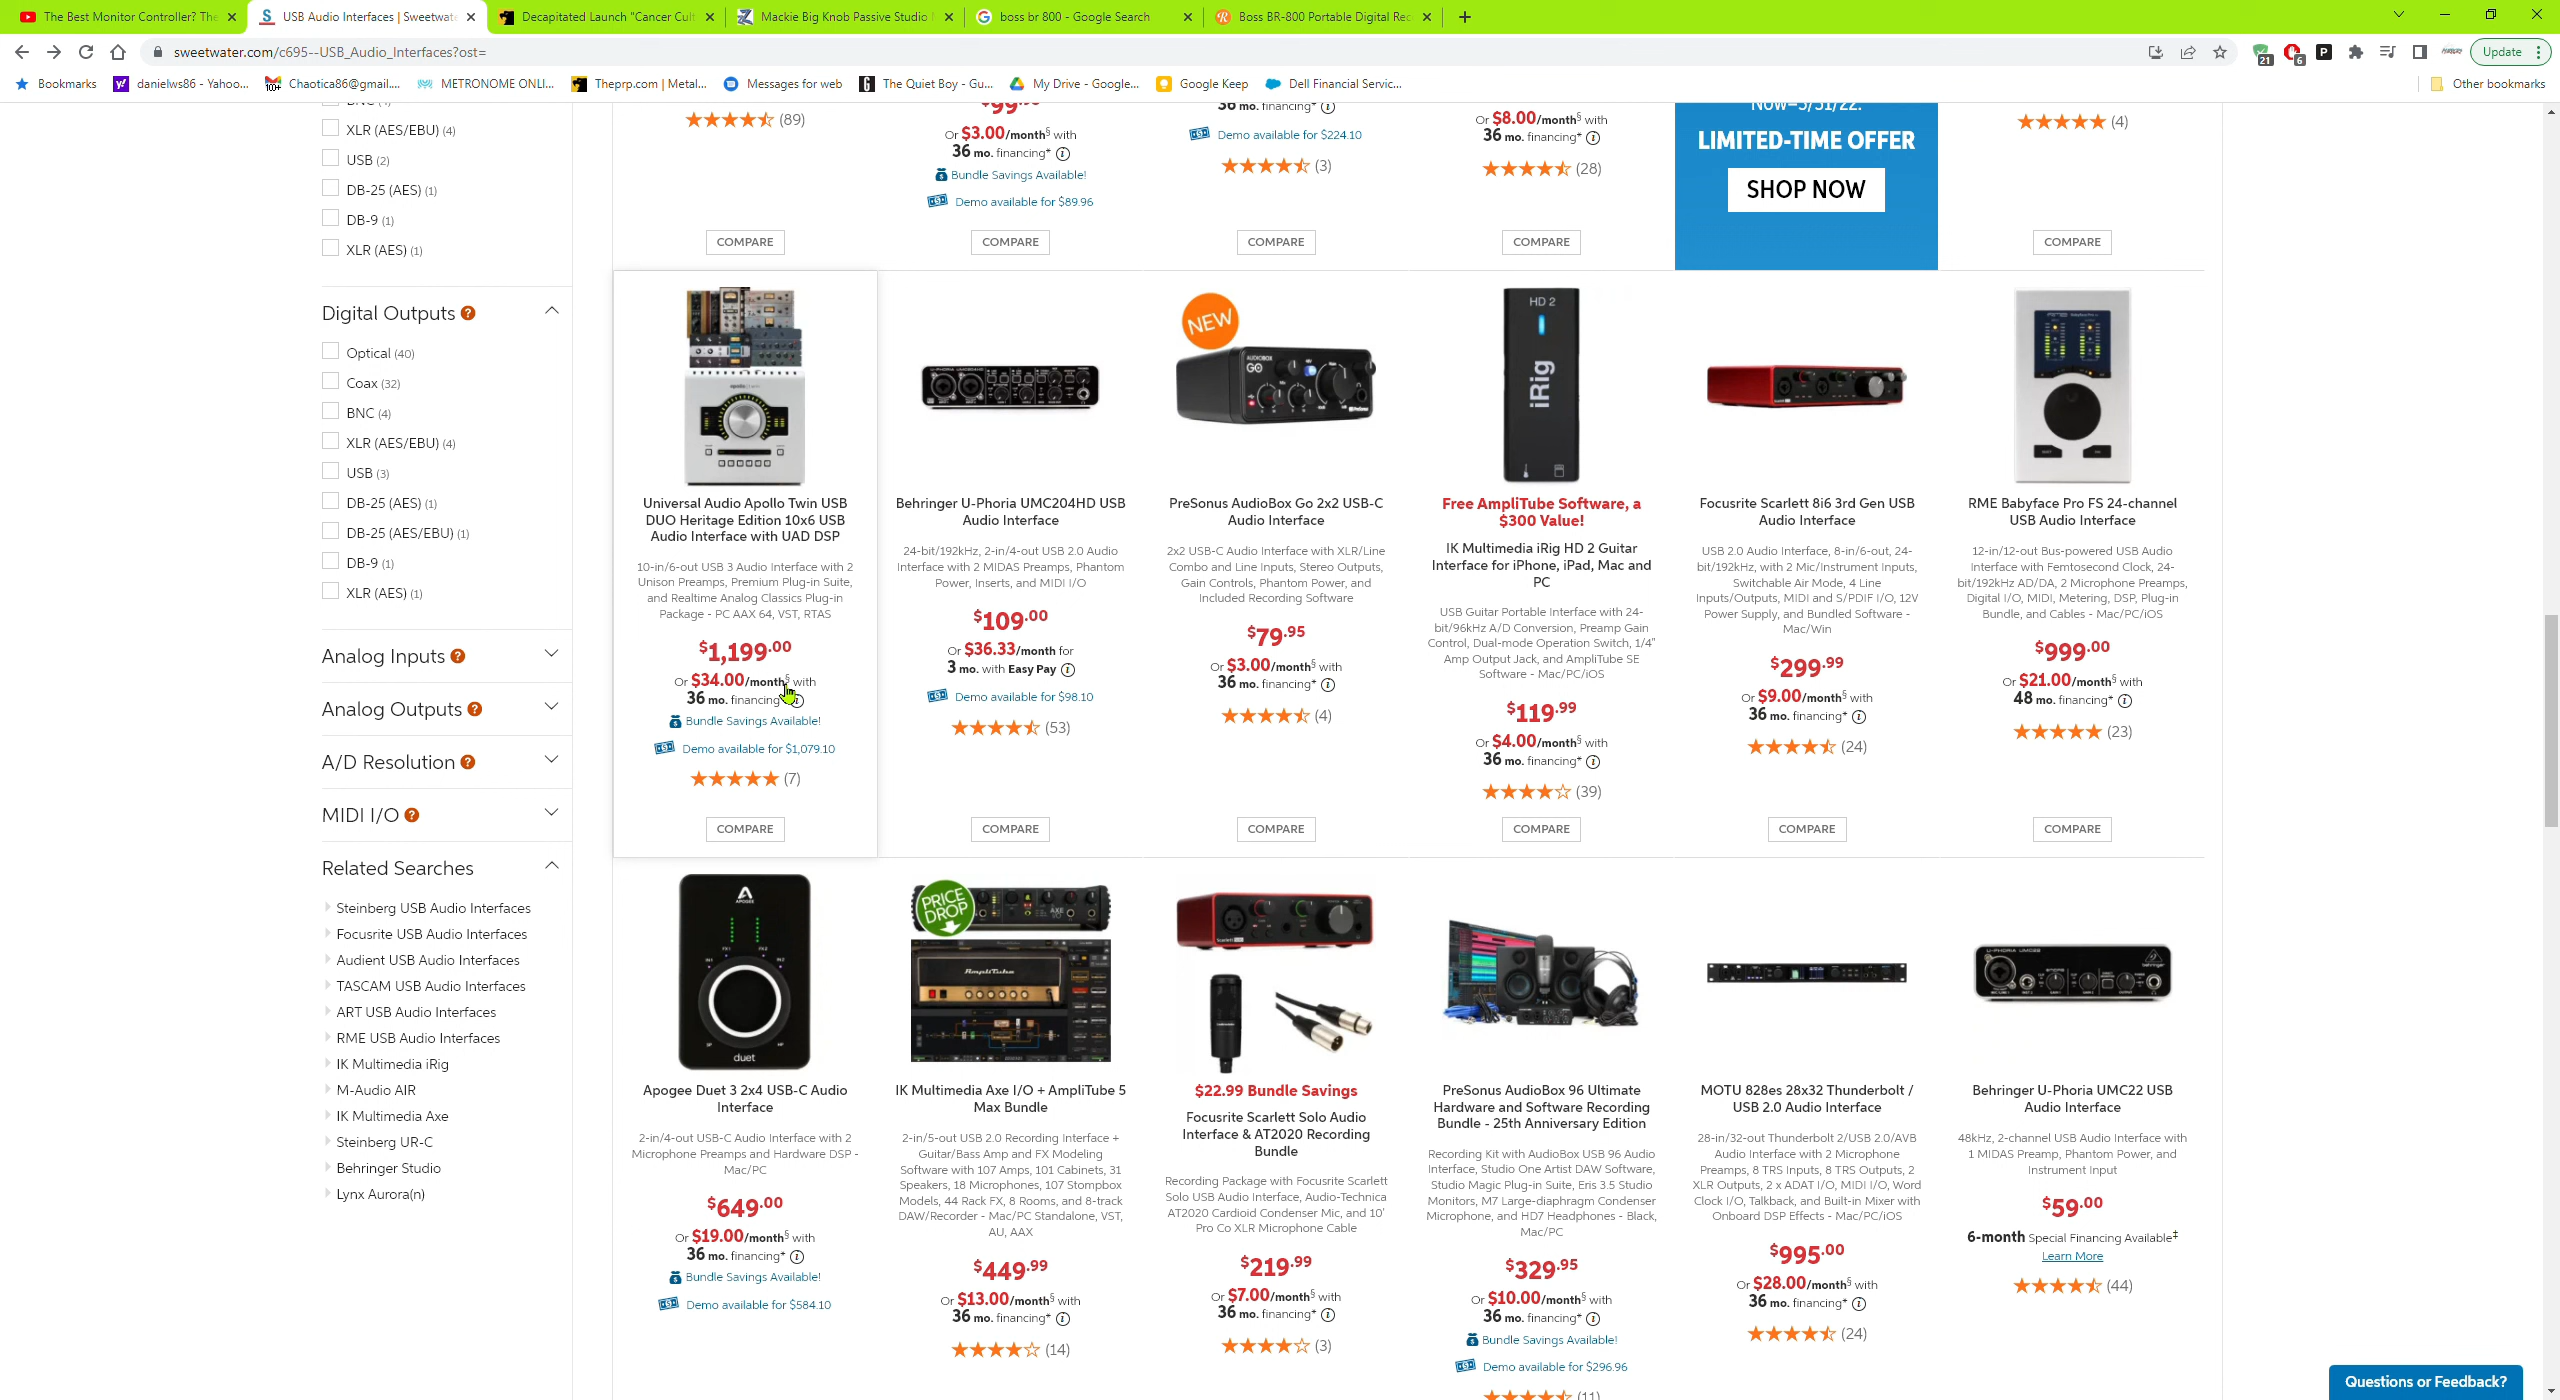 The Best Monitor Controller? The
USB Audio Interfaces | Sweetwate
Decapitated Launch "Cancer Cult
Mackie Big Knob Passive Studio
boss br 800 - Google Search
Boss BR-800 Portable Digital Rec
sweetwater.com/c695--USB_Audio_Interfaces?ost=
21
6
P
Update
Bookmarks
danielws86 - Yahoo...
Chaotica86@gmail....
METRONOME ONLI...
Theprp.com | Metal...
Messages for web
The Quiet Boy - Gu...
My Drive - Google...
Google Keep
Dell Financial Servic...
Other bookmarks
XLR (AES/EBU) (4)
USB (2)
DB-25 (AES) (1)
DB-9 (1)
XLR (AES) (1)
Digital Outputs ?
Optical (40)
Coax (32)
BNC (4)
XLR (AES/EBU) (4)
USB (3)
DB-25 (AES) (1)
DB-25 (AES/EBU) (1)
DB-9 (1)
XLR (AES) (1)
Analog Inputs ?
Analog Outputs ?
A/D Resolution ?
MIDI I/O ?
Related Searches
Steinberg USB Audio Interfaces
Focusrite USB Audio Interfaces
Audient USB Audio Interfaces
TASCAM USB Audio Interfaces
ART USB Audio Interfaces
RME USB Audio Interfaces
IK Multimedia iRig
M-Audio AIR
IK Multimedia Axe
Steinberg UR-C
Behringer Studio
Lynx Aurora(n)
(89)
COMPARE
Or $3.00/month§ with
36 mo. financing* i
Bundle Savings Available!
Demo available for $89.96
COMPARE
36 mo. financing* i
Demo available for $224.10
(3)
COMPARE
Or $8.00/month§ with
36 mo. financing* i
(28)
COMPARE
NOW–5/31/22.
LIMITED-TIME OFFER
SHOP NOW
(4)
COMPARE
Universal Audio Apollo Twin USB
DUO Heritage Edition 10x6 USB
Audio Interface with UAD DSP
10-in/6-out USB 3 Audio Interface with 2
Unison Preamps, Premium Plug-in Suite,
and Realtime Analog Classics Plug-in
Package - PC AAX 64, VST, RTAS
$1,199.00
Or $34.00/month§ with
36 mo. financing
Bundle Savings Available!
Demo available for $1,079.10
(7)
COMPARE
Behringer U-Phoria UMC204HD USB
Audio Interface
24-bit/192kHz, 2-in/4-out USB 2.0 Audio
Interface with 2 MIDAS Preamps, Phantom
Power, Inserts, and MIDI I/O
$109.00
Or $36.33/month for
3 mo. with Easy Pay i
Demo available for $98.10
(53)
COMPARE
NEW
AUDIOBOX
GO
PreSonus AudioBox Go 2x2 USB-C
Audio Interface
2x2 USB-C Audio Interface with XLR/Line
Combo and Line Inputs, Stereo Outputs,
Gain Controls, Phantom Power, and
Included Recording Software
$79.95
Or $3.00/month§ with
36 mo. financing* i
(4)
COMPARE
HD 2
iRig
Free AmpliTube Software, a
$300 Value!
IK Multimedia iRig HD 2 Guitar
Interface for iPhone, iPad, Mac and
PC
USB Guitar Portable Interface with 24-
bit/96kHz A/D Conversion, Preamp Gain
Control, Dual-mode Operation Switch, 1/4"
Amp Output Jack, and AmpliTube SE
Software - Mac/PC/iOS
$119.99
Or $4.00/month§ with
36 mo. financing* i
(39)
COMPARE
Focusrite Scarlett 8i6 3rd Gen USB
Audio Interface
USB 2.0 Audio Interface, 8-in/6-out, 24-
bit/192kHz, with 2 Mic/Instrument Inputs,
Switchable Air Mode, 4 Line
Inputs/Outputs, MIDI and S/PDIF I/O, 12V
Power Supply, and Bundled Software -
Mac/Win
$299.99
Or $9.00/month§ with
36 mo. financing* i
(24)
COMPARE
RME Babyface Pro FS 24-channel
USB Audio Interface
12-in/12-out Bus-powered USB Audio
Interface with Femtosecond Clock, 24-
bit/192kHz AD/DA, 2 Microphone Preamps,
Digital I/O, MIDI, Metering, DSP, Plug-in
Bundle, and Cables - Mac/PC/iOS
$999.00
Or $21.00/month§ with
48 mo. financing* i
(23)
COMPARE
APOGEE
duet
Apogee Duet 3 2x4 USB-C Audio
Interface
2-in/4-out USB-C Audio Interface with 2
Microphone Preamps and Hardware DSP -
Mac/PC
$649.00
Or $19.00/month§ with
36 mo. financing* i
Bundle Savings Available!
Demo available for $584.10
PRICE
DROP
AmpliTube
IK Multimedia Axe I/O + AmpliTube 5
Max Bundle
2-in/5-out USB 2.0 Recording Interface +
Guitar/Bass Amp and FX Modeling
Software with 107 Amps, 101 Cabinets, 31
Speakers, 18 Microphones, 107 Stompbox
Models, 44 Rack FX, 8 Rooms, and 8-track
DAW/Recorder - Mac/PC Standalone, VST,
AU, AAX
$449.99
Or $13.00/month§ with
36 mo. financing* i
(14)
$22.99 Bundle Savings
Focusrite Scarlett Solo Audio
Interface & AT2020 Recording
Bundle
Recording Package with Focusrite Scarlett
Solo USB Audio Interface, Audio-Technica
AT2020 Cardioid Condenser Mic, and 10'
Pro Co XLR Microphone Cable
$219.99
Or $7.00/month§ with
36 mo. financing* i
(3)
PreSonus AudioBox 96 Ultimate
Hardware and Software Recording
Bundle - 25th Anniversary Edition
Recording Kit with AudioBox USB 96 Audio
Interface, Studio One Artist DAW Software,
Studio Magic Plug-in Suite, Eris 3.5 Studio
Monitors, M7 Large-diaphragm Condenser
Microphone, and HD7 Headphones - Black,
Mac/PC
$329.95
Or $10.00/month§ with
36 mo. financing* i
Bundle Savings Available!
Demo available for $296.96
(11)
MOTU 828es 28x32 Thunderbolt /
USB 2.0 Audio Interface
28-in/32-out Thunderbolt 2/USB 2.0/AVB
Audio Interface with 2 Microphone
Preamps, 8 TRS Inputs, 8 TRS Outputs, 2
XLR Outputs, 2 x ADAT I/O, MIDI I/O, Word
Clock I/O, Talkback, and Built-in Mixer with
Onboard DSP Effects - Mac/PC/iOS
$995.00
Or $28.00/month§ with
36 mo. financing* i
(24)
Behringer U-Phoria UMC22 USB
Audio Interface
48kHz, 2-channel USB Audio Interface with
1 MIDAS Preamp, Phantom Power, and
Instrument Input
$59.00
6-month Special Financing Available‡
Learn More
(44)
Questions or Feedback?